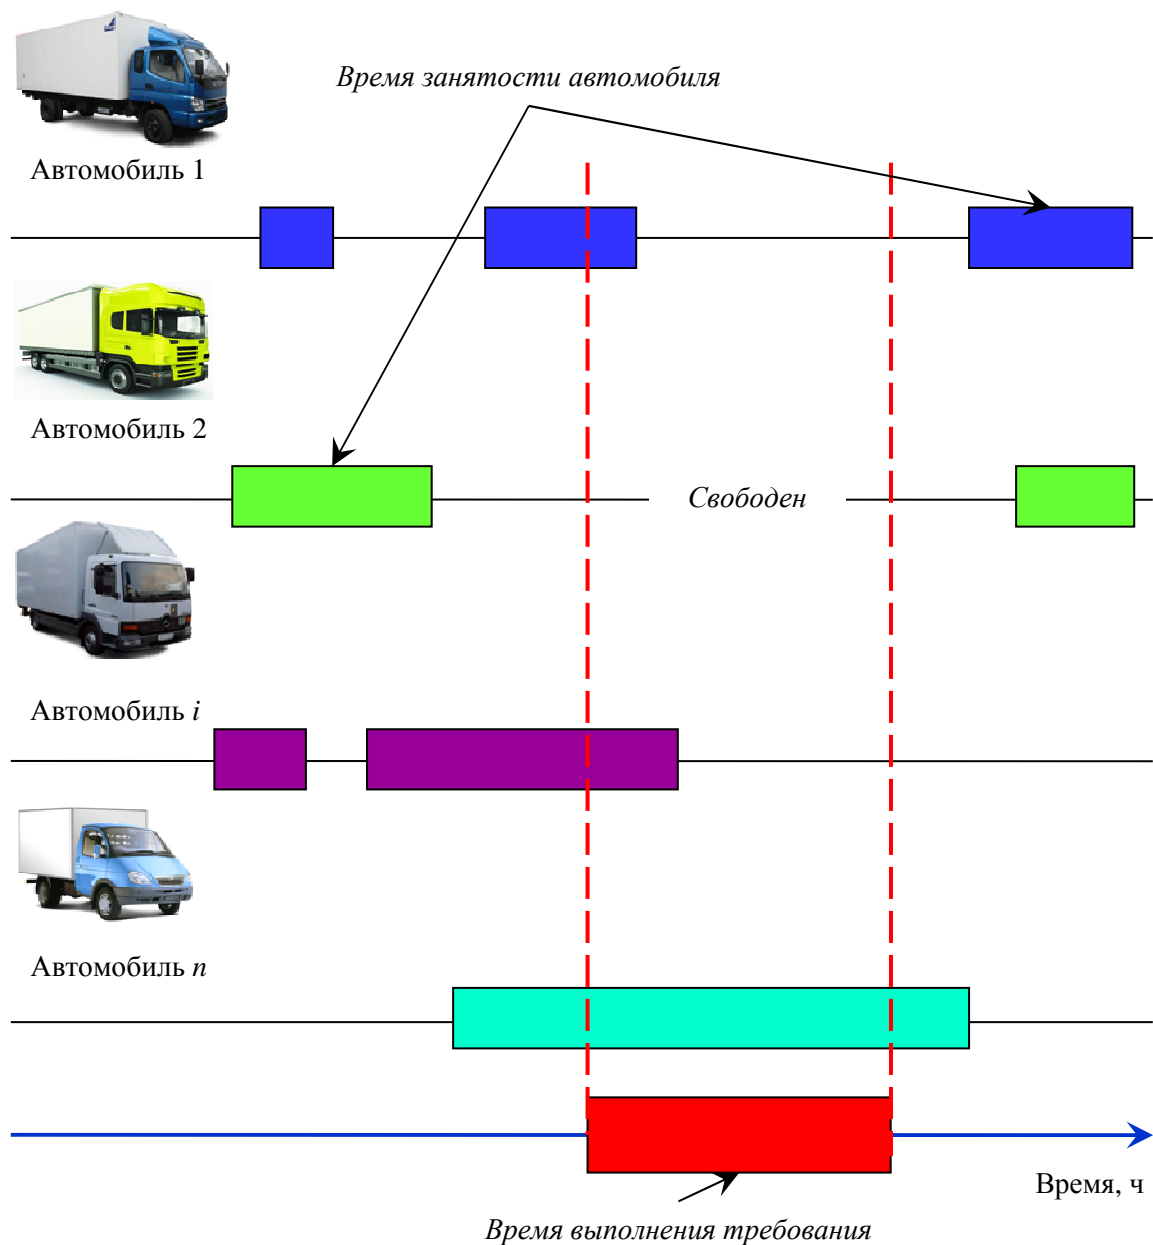 Время занятости автомобиля
Автомобиль 1
Автомобиль 2
Свободен
Автомобиль i
Автомобиль n
Время, ч
Время выполнения требования